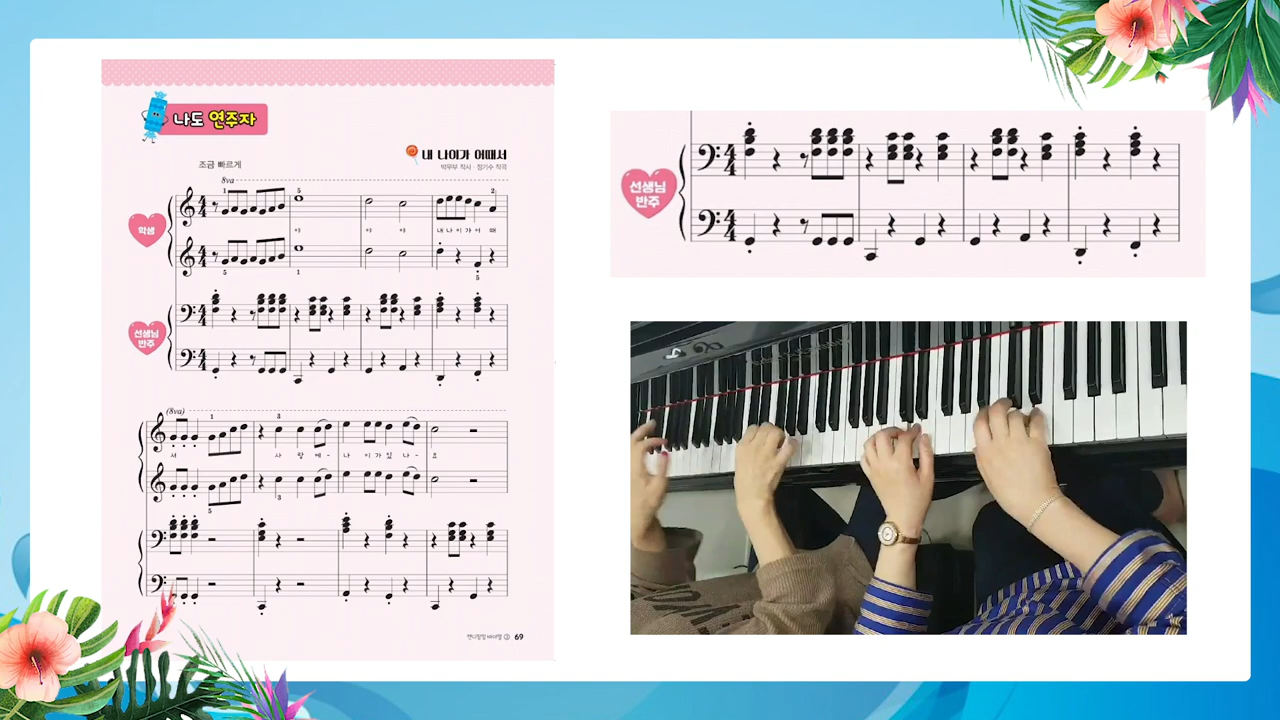 나도 연주자
내 나이가 어때서
박무부 작사·정기수 작곡
조금 빠르게
8va
학생
야 야 야 내 나 이 가 어 때
선생님
반주
(8va)
서 사 랑 에 - 나 이 가 있 나 - 요
69
선생님
반주